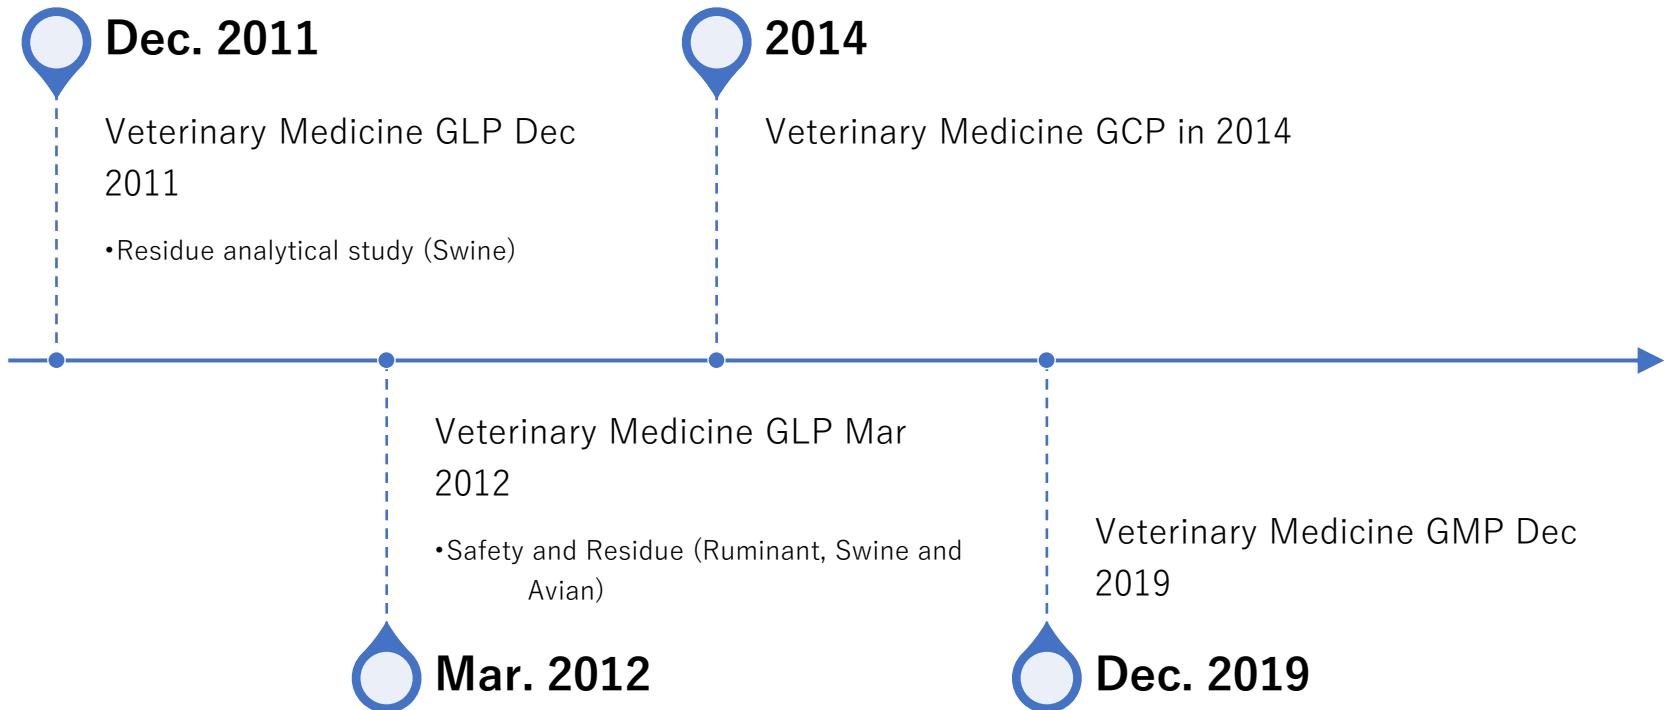 Dec. 2011
Veterinary Medicine GLP Dec
2011
•Residue analytical study (Swine)
2014
Veterinary Medicine GCP in 2014
Veterinary Medicine GLP Mar
2012
•Safety and Residue (Ruminant, Swine and
Avian)
Mar. 2012
Veterinary Medicine GMP Dec
2019
Dec. 2019